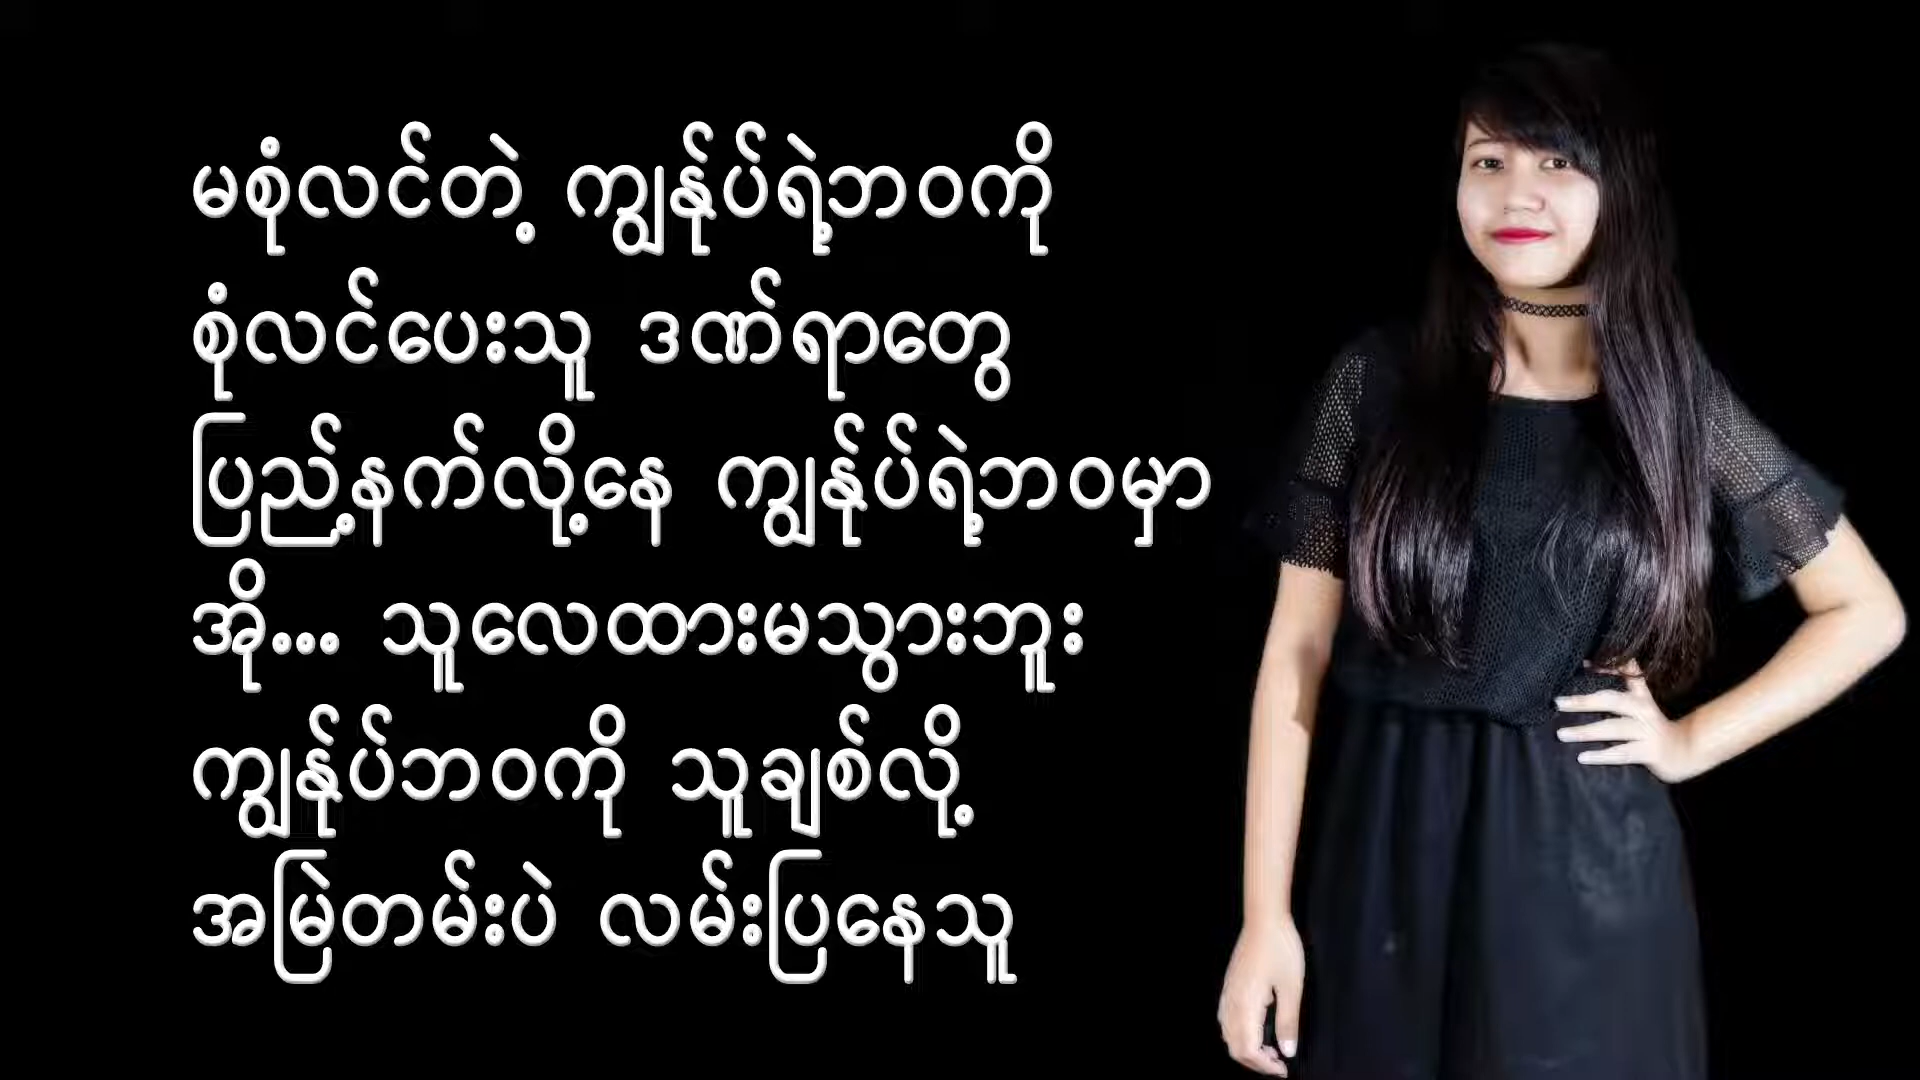 မစုံလင်တဲ့ ကျွန်ုပ်ရဲ့ဘဝကို
စုံလင်ပေးသူ ဒဏ်ရာတွေ
ပြည့်နက်လို့နေ ကျွန်ုပ်ရဲ့ဘဝမှာ
အို... သူလေထားမသွားဘူး
ကျွန်ုပ်ဘဝကို သူချစ်လို့
အမြဲတမ်းပဲ လမ်းပြနေသူ